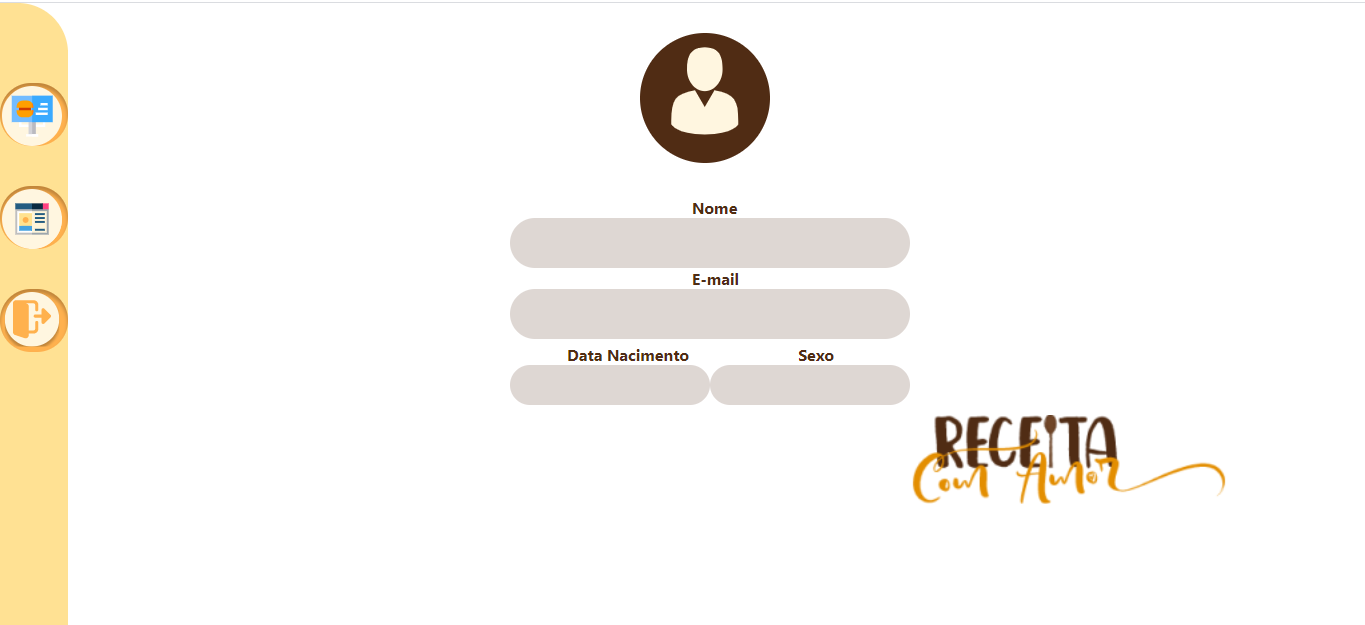 Nome
E-mail
Data Nacimento Sexo
RECEITA
Com Amor